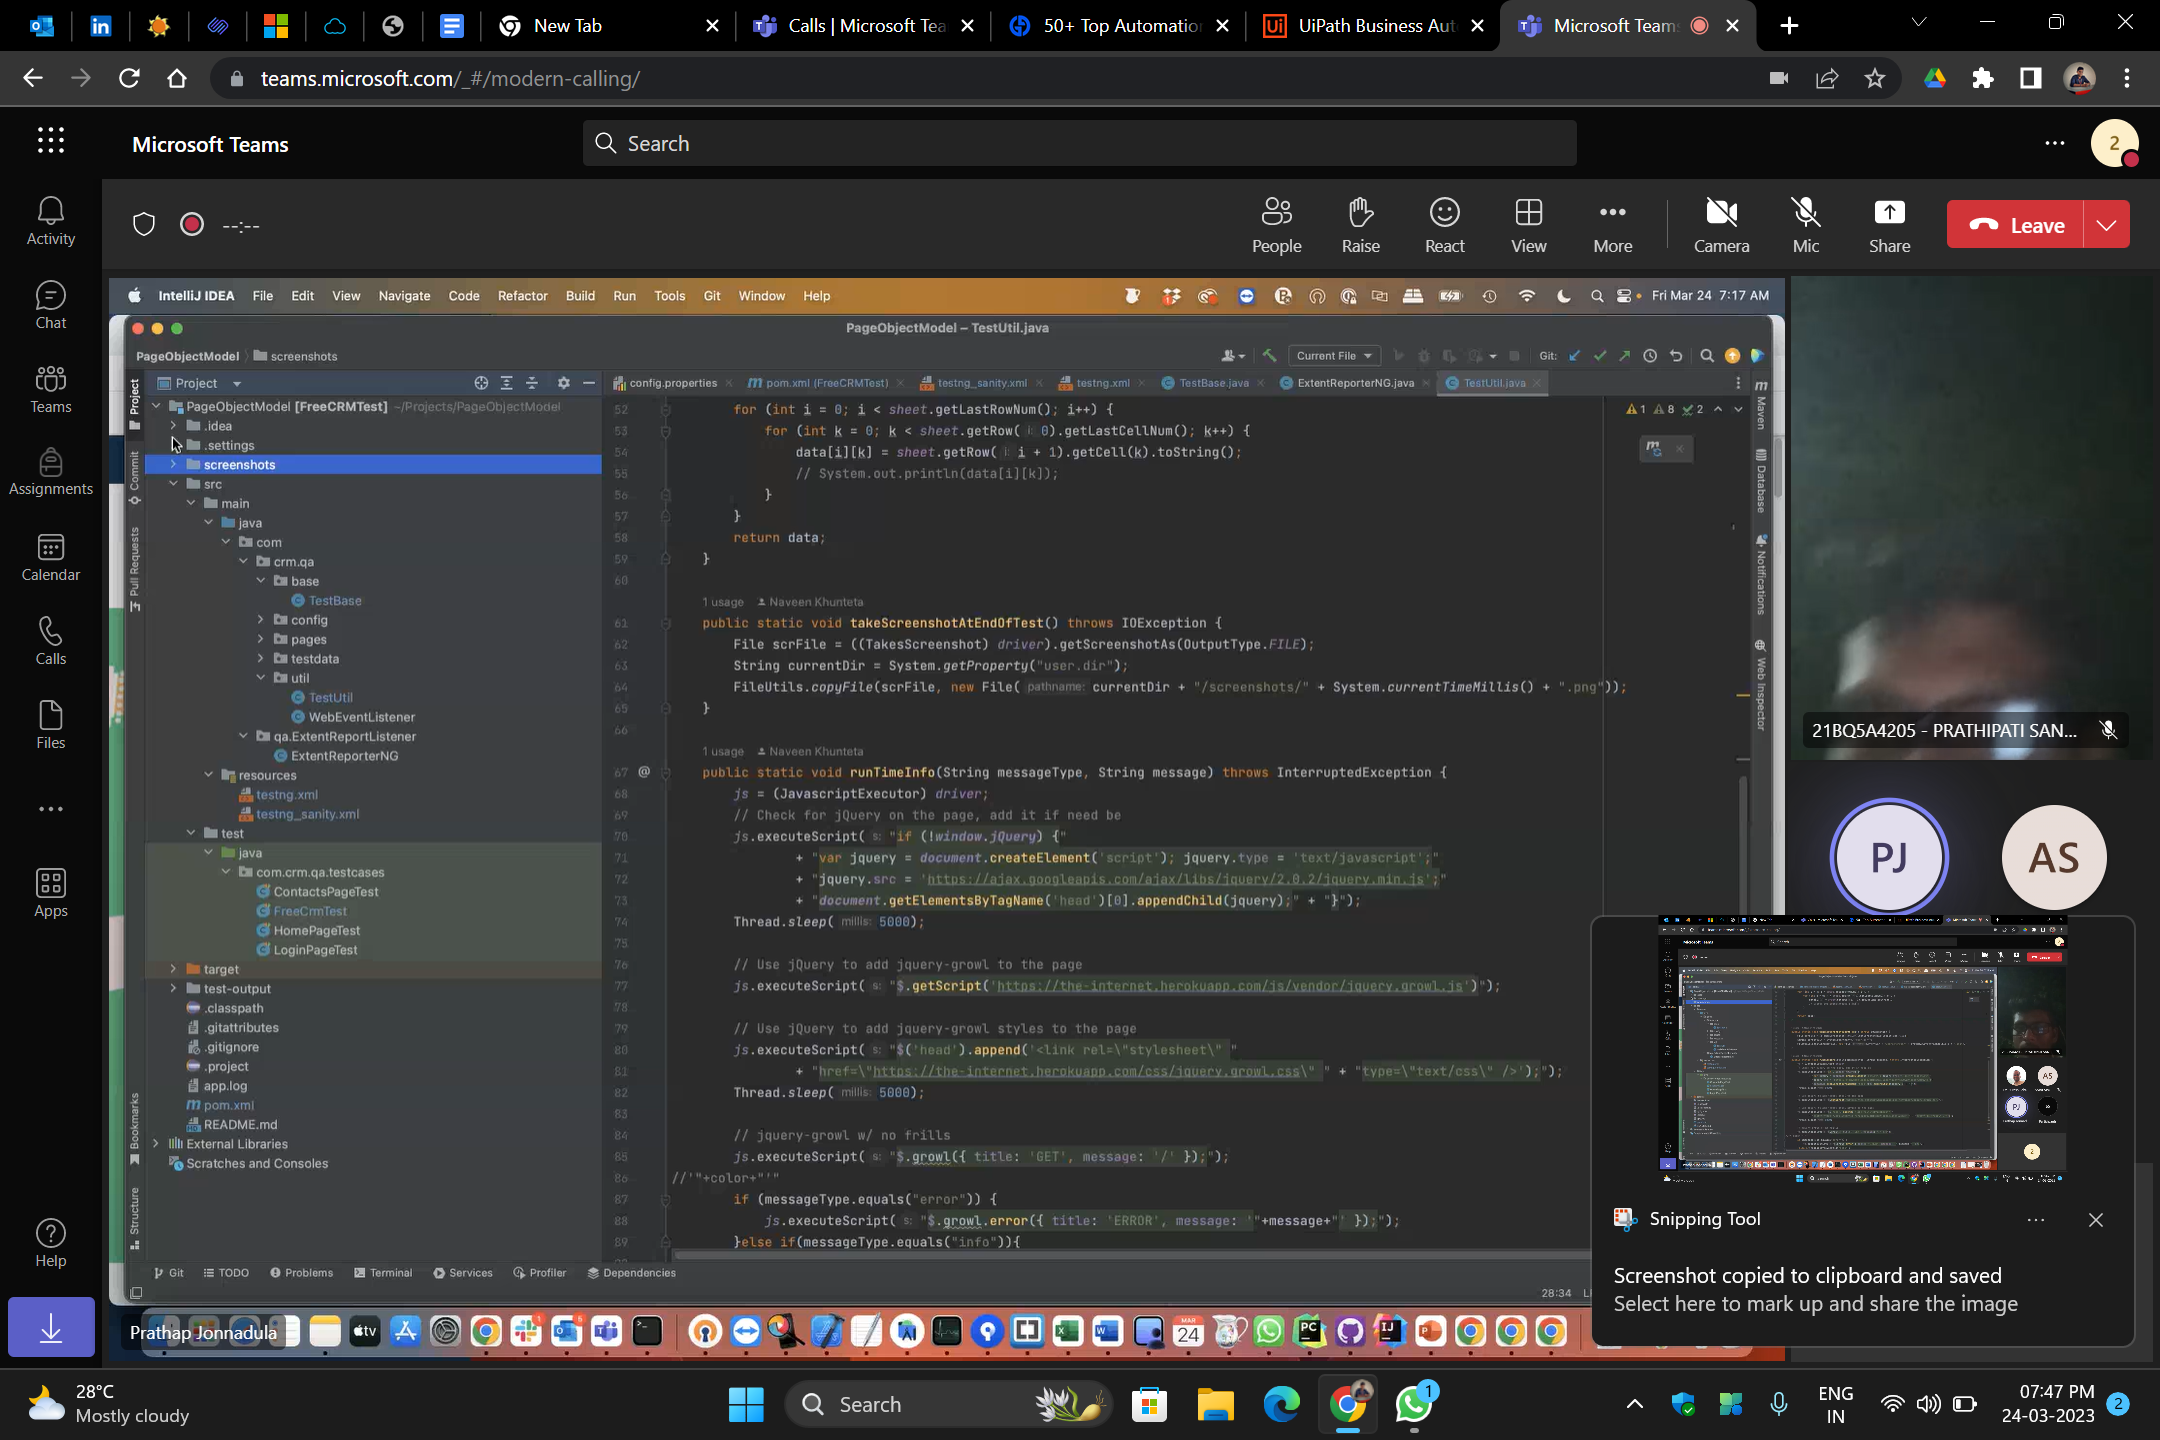 New Tab
Calls | Microsoft Tea
50+ Top Automatio
UiPath Business Aut
Microsoft Team
teams.microsoft.com/_#/modern-calling/
Microsoft Teams
Search
2
Activity
Chat
Teams
Assignments
Calendar
Calls
Files
Apps
Help
--:--
People
Raise
React
View
More
Camera
Mic
Share
Leave
IntelliJ IDEA File Edit View Navigate Code Refactor Build Run Tools Git Window Help
Fri Mar 24 7:17 AM
PageObjectModel – TestUtil.java
PageObjectModel screenshots
Current File
Git:
Project
config.properties
pom.xml (FreeCRMTest)
testng_sanity.xml
testng.xml
TestBase.java
ExtentReporterNG.java
TestUtil.java
Project
Commit
Pull Requests
Bookmarks
Structure
Maven
Database
Notifications
Web Inspector
PageObjectModel [FreeCRMTest] ~/Projects/PageObjectModel
.idea
.settings
screenshots
src
main
java
com
crm.qa
base
TestBase
config
pages
testdata
util
TestUtil
WebEventListener
qa.ExtentReportListener
ExtentReporterNG
resources
testng.xml
testng_sanity.xml
test
java
com.crm.qa.testcases
ContactsPageTest
FreeCrmTest
HomePageTest
LoginPageTest
target
test-output
.classpath
.gitattributes
.gitignore
.project
app.log
pom.xml
README.md
External Libraries
Scratches and Consoles
1 8 2
52 for (int i = 0; i < sheet.getLastRowNum(); i++) {
53 for (int k = 0; k < sheet.getRow( i: 0).getLastCellNum(); k++) {
54 data[i][k] = sheet.getRow( i: i + 1).getCell(k).toString();
55 // System.out.println(data[i][k]);
56 }
57 }
58 return data;
59 }
60
1 usage Naveen Khunteta
61 public static void takeScreenshotAtEndOfTest() throws IOException {
62 File scrFile = ((TakesScreenshot) driver).getScreenshotAs(OutputType.FILE);
63 String currentDir = System.getProperty("user.dir");
64 FileUtils.copyFile(scrFile, new File( pathname: currentDir + "/screenshots/" + System.currentTimeMillis() + ".png"));
65 }
66
1 usage Naveen Khunteta
67 @ public static void runTimeInfo(String messageType, String message) throws InterruptedException {
68 js = (JavascriptExecutor) driver;
69 // Check for jQuery on the page, add it if need be
70 js.executeScript( s: "if (!window.jQuery) {"
71 + "var jquery = document.createElement('script'); jquery.type = 'text/javascript';"
72 + "jquery.src = 'https://ajax.googleapis.com/ajax/libs/jquery/2.0.2/jquery.min.js';"
73 + "document.getElementsByTagName('head')[0].appendChild(jquery);" + "}");
74 Thread.sleep( millis: 5000);
75
76 // Use jQuery to add jquery-growl to the page
77 js.executeScript( s: "$.getScript('https://the-internet.herokuapp.com/js/vendor/jquery.growl.js')");
78
79 // Use jQuery to add jquery-growl styles to the page
80 js.executeScript( s: "$('head').append('<link rel=\"stylesheet\" "
81 + "href=\"https://the-internet.herokuapp.com/css/jquery.growl.css\" " + "type=\"text/css\" />');");
82 Thread.sleep( millis: 5000);
83
84 // jquery-growl w/ no frills
85 js.executeScript( s: "$.growl({ title: 'GET', message: '/' });");
86 //'"+color+"'"
87 if (messageType.equals("error")) {
88 js.executeScript( s: "$.growl.error({ title: 'ERROR', message: '"+message+"' });");
89 }else if(messageType.equals("info")){
Git TODO Problems Terminal Services Profiler Dependencies
28:34
Prathap Jonnadula
21BQ5A4205 - PRATHIPATI SAN...
PJ
AS
Snipping Tool
Screenshot copied to clipboard and saved
Select here to mark up and share the image
28°C
Mostly cloudy
Search
1
ENG
IN
07:47 PM
24-03-2023
2